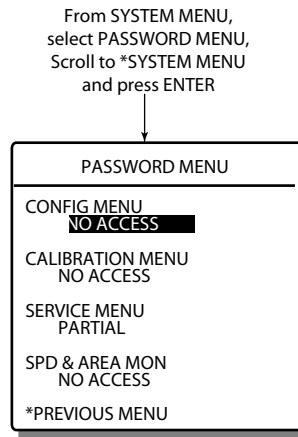 From SYSTEM MENU,
select PASSWORD MENU,
Scroll to *SYSTEM MENU
and press ENTER
PASSWORD MENU
CONFIG MENU
NO ACCESS
CALIBRATION MENU
NO ACCESS
SERVICE MENU
PARTIAL
SPD & AREA MON
NO ACCESS
*PREVIOUS MENU